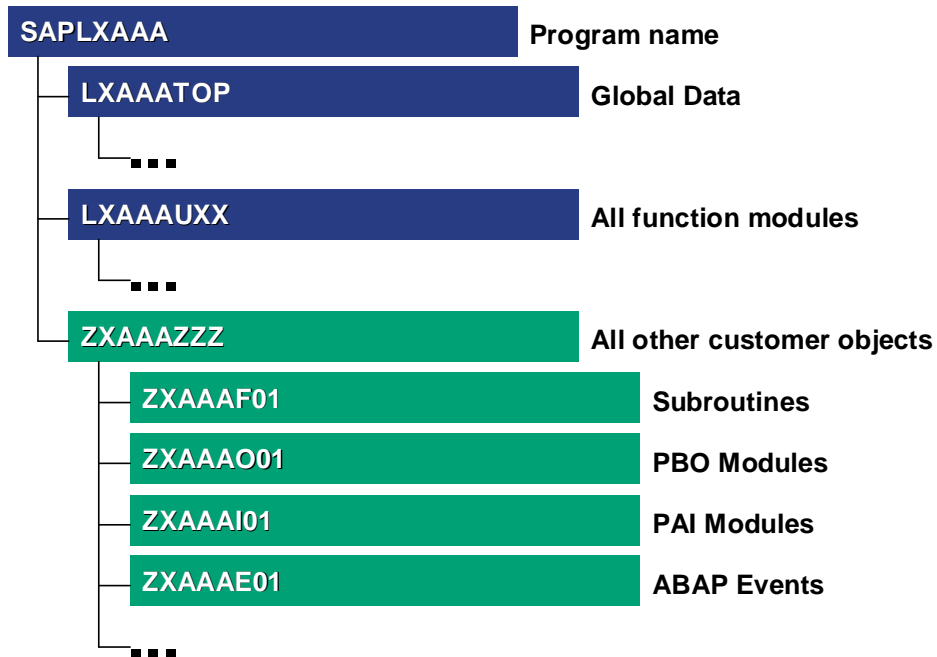 SAPLXAAA Program name
LXAAATOP Global Data
...
LXAAAUXX All function modules
...
ZXAAAZZZ All other customer objects
ZXAAAF01 Subroutines
ZXAAAO01 PBO Modules
ZXAAAI01 PAI Modules
ZXAAAE01 ABAP Events
...